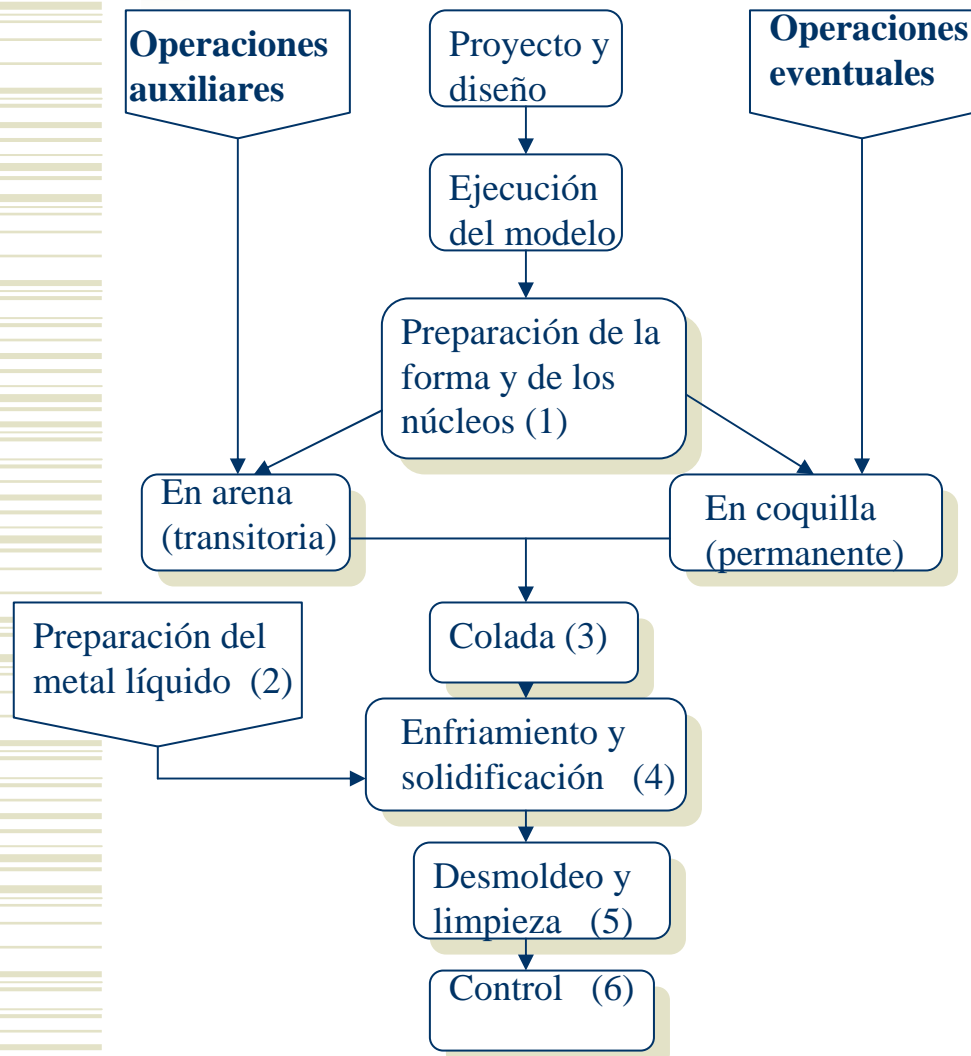 Operaciones
auxiliares
Proyecto y
diseño
Operaciones
eventuales
Ejecución
del modelo
Preparación de la
forma y de los
núcleos (1)
En arena
(transitoria)
En coquilla
(permanente)
Preparación del
metal líquido (2)
Colada (3)
Enfriamiento y
solidificación (4)
Desmoldeo y
limpieza (5)
Control (6)